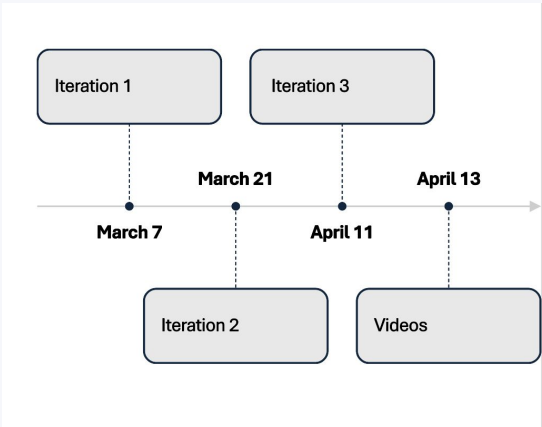 Iteration 1
Iteration 3
March 21
April 13
March 7
April 11
Iteration 2
Videos